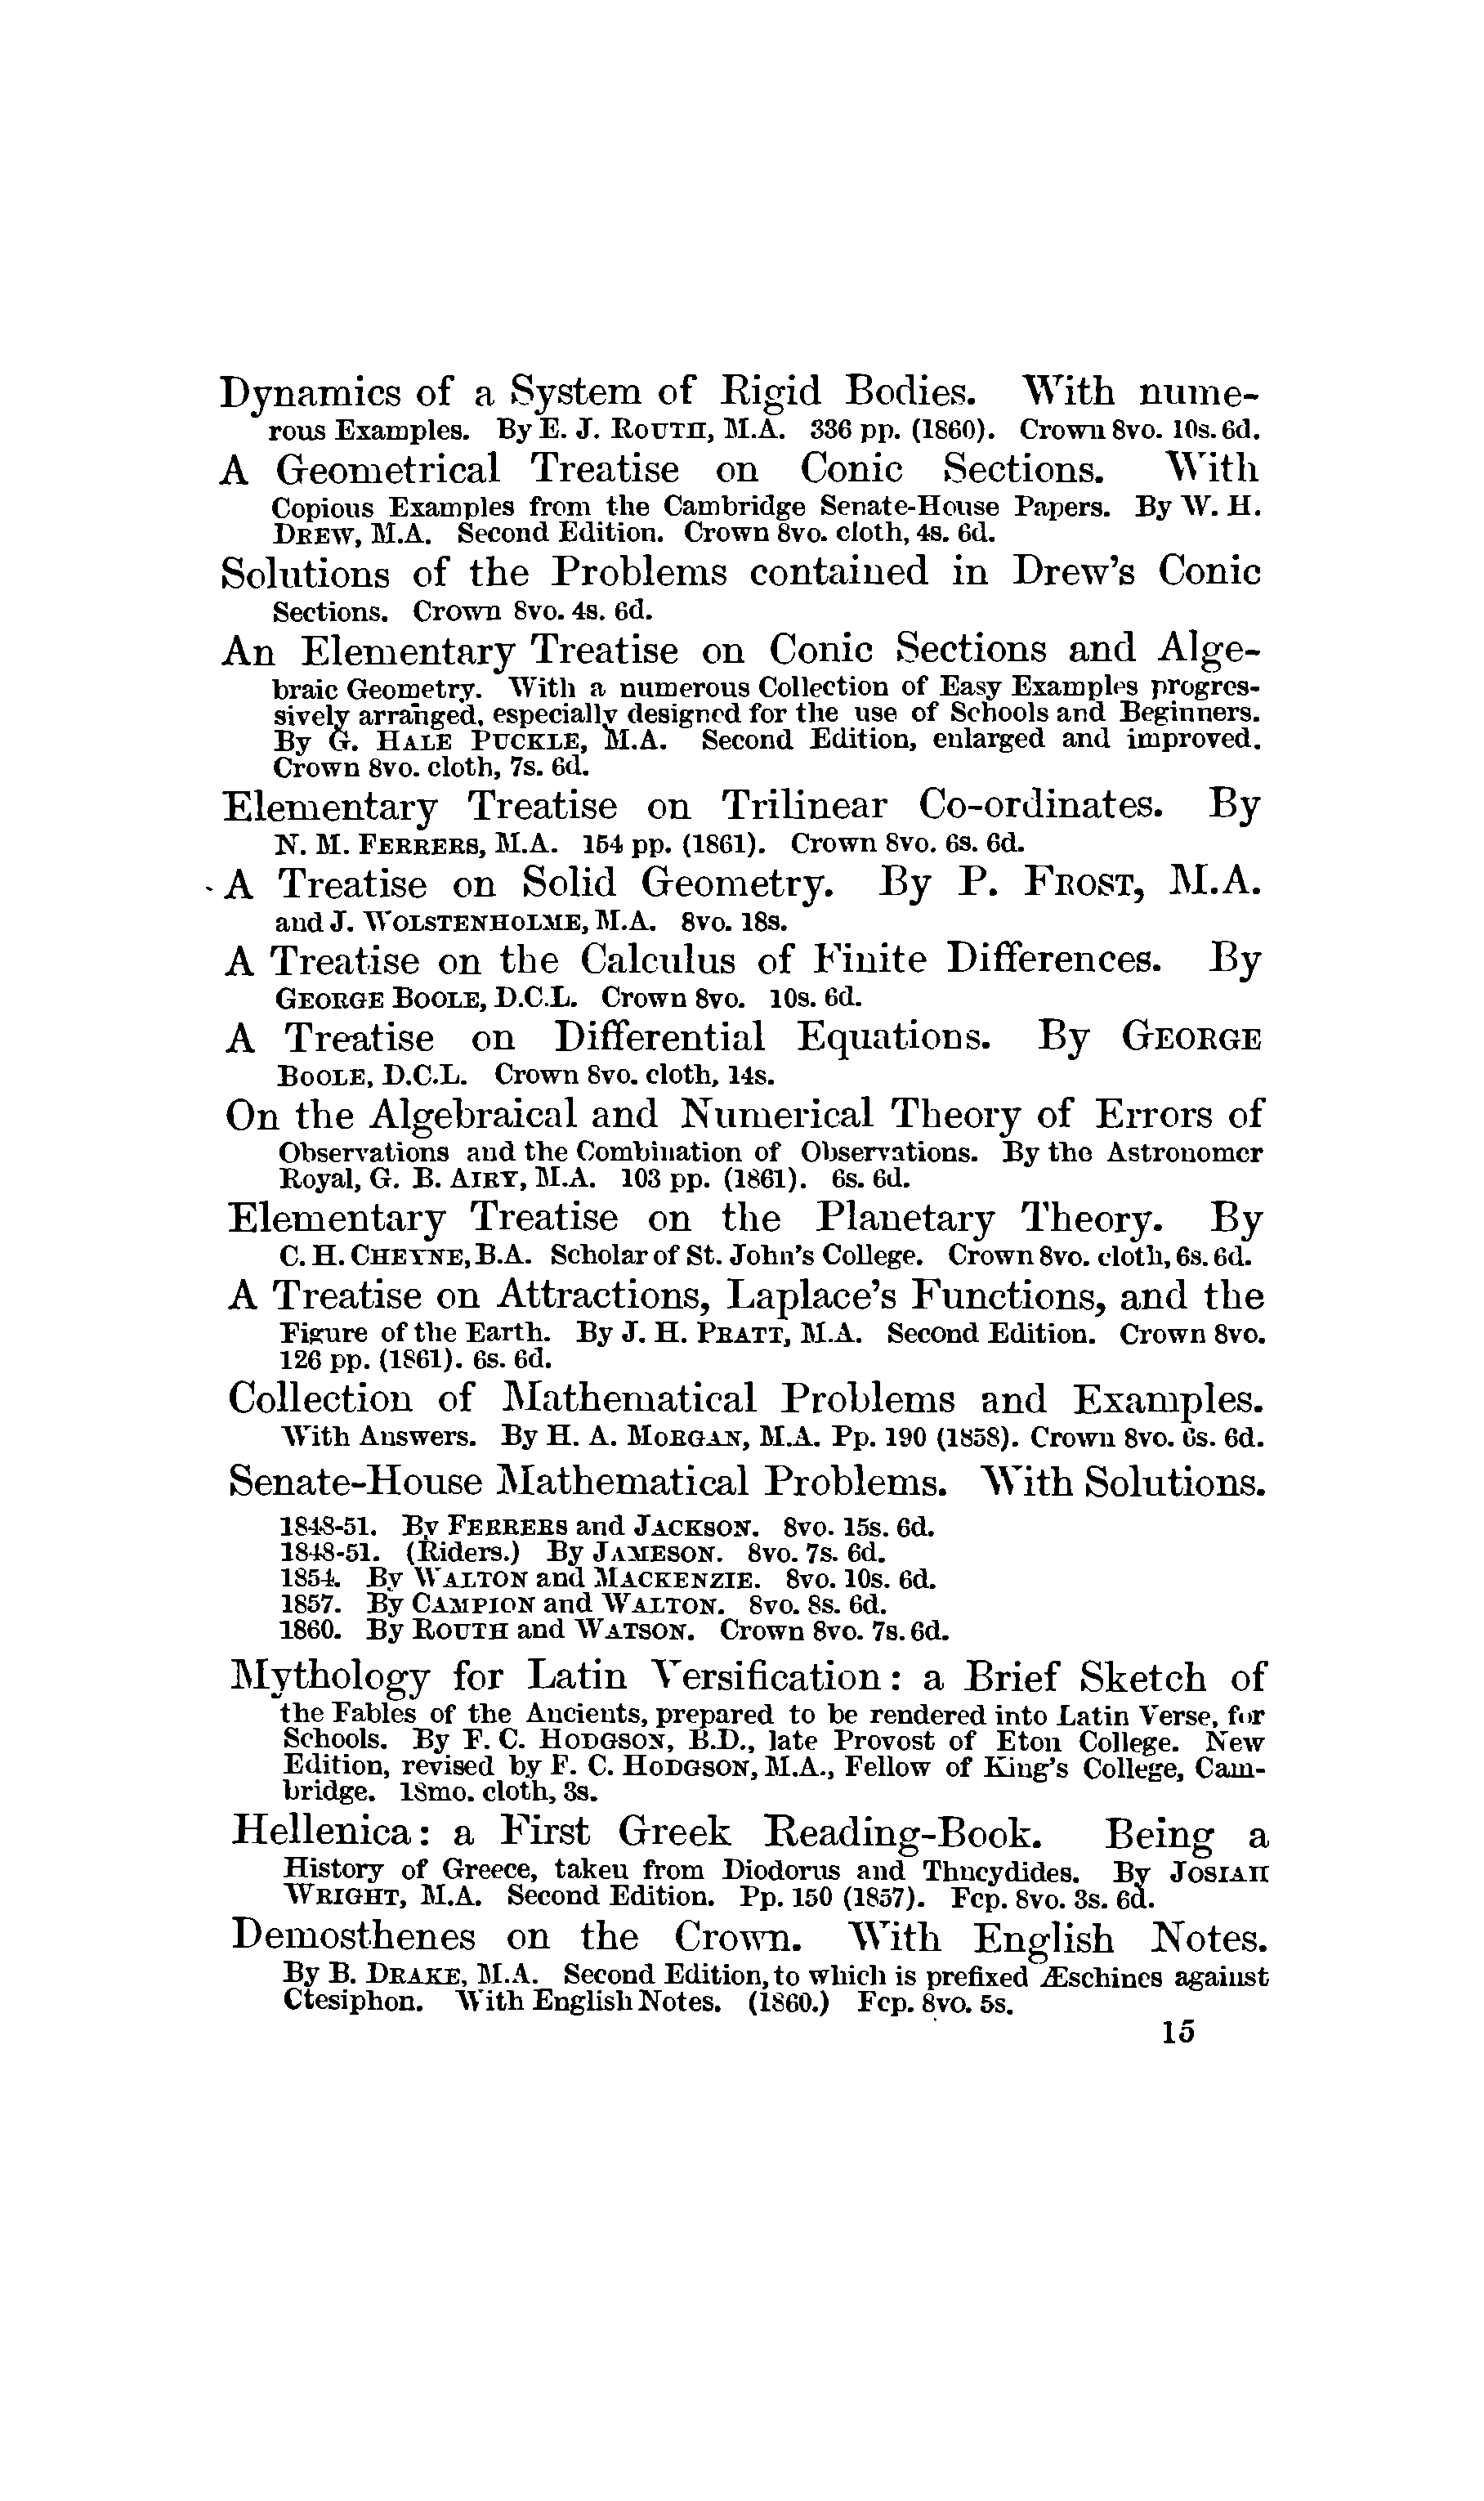 Dynamics of a System of Rigid Bodies. With nume-
rous Examples. By E. J. ROUTH, M.A. 336 pp. (1860). Crown 8vo. 10s. 6d.
A Geometrical Treatise on Conic Sections. With
Copious Examples from the Cambridge Senate-House Papers. By W. H.
DREW, M.A. Second Edition. Crown 8vo. cloth, 4s. 6d.
Solutions of the Problems contained in Drew's Conic
Sections. Crown 8vo. 4s. 6d.
An Elementary Treatise on Conic Sections and Alge-
braic Geometry. With a numerous Collection of Easy Examples progres-
sively arranged, especially designed for the use of Schools and Beginners.
By G. HALE PUCKLE, M.A. Second Edition, enlarged and improved.
Crown 8vo. cloth, 7s. 6d.
Elementary Treatise on Trilinear Co-ordinates. By
N. M. FERRERS, M.A. 154 pp. (1861). Crown 8vo. 6s. 6d.
A Treatise on Solid Geometry. By P. FROST, M.A.
and J. WOLSTENHOLME, M.A. 8vo. 18s.
A Treatise on the Calculus of Finite Differences. By
GEORGE BOOLE, D.C.L. Crown 8vo. 10s. 6d.
A Treatise on Differential Equations. By GEORGE
BOOLE, D.C.L. Crown 8vo. cloth, 14s.
On the Algebraical and Numerical Theory of Errors of
Observations and the Combination of Observations. By the Astronomer
Royal, G. B. AIRY, M.A. 103 pp. (1861). 6s. 6d.
Elementary Treatise on the Planetary Theory. By
C. H. CHEYNE, B.A. Scholar of St. John's College. Crown 8vo. cloth, 6s. 6d.
A Treatise on Attractions, Laplace's Functions, and the
Figure of the Earth. By J. H. PRATT, M.A. Second Edition. Crown 8vo.
126 pp. (1861). 6s. 6d.
Collection of Mathematical Problems and Examples.
With Answers. By H. A. MORGAN, M.A. Pp. 190 (1858). Crown 8vo. 6s. 6d.
Senate-House Mathematical Problems. With Solutions.
1848-51. By FERRERS and JACKSON. 8vo. 15s. 6d.
1848-51. (Riders.) By JAMESON. 8vo. 7s. 6d.
1854. By WALTON and MACKENZIE. 8vo. 10s. 6d.
1857. By CAMPION and WALTON. 8vo. 8s. 6d.
1860. By ROUTH and WATSON. Crown 8vo. 7s. 6d.
Mythology for Latin Versification: a Brief Sketch of
the Fables of the Ancients, prepared to be rendered into Latin Verse, for
Schools. By F. C. HODGSON, B.D., late Provost of Eton College. New
Edition, revised by F. C. HODGSON, M.A., Fellow of King's College, Cam-
bridge. 18mo. cloth, 3s.
Hellenica: a First Greek Reading-Book. Being a
History of Greece, taken from Diodorus and Thucydides. By JOSIAH
WRIGHT, M.A. Second Edition. Pp. 150 (1857). Fcp. 8vo. 3s. 6d.
Demosthenes on the Crown. With English Notes.
By B. DRAKE, M.A. Second Edition, to which is prefixed Æschines against
Ctesiphon. With English Notes. (1860.) Fcp. 8vo. 5s.
15